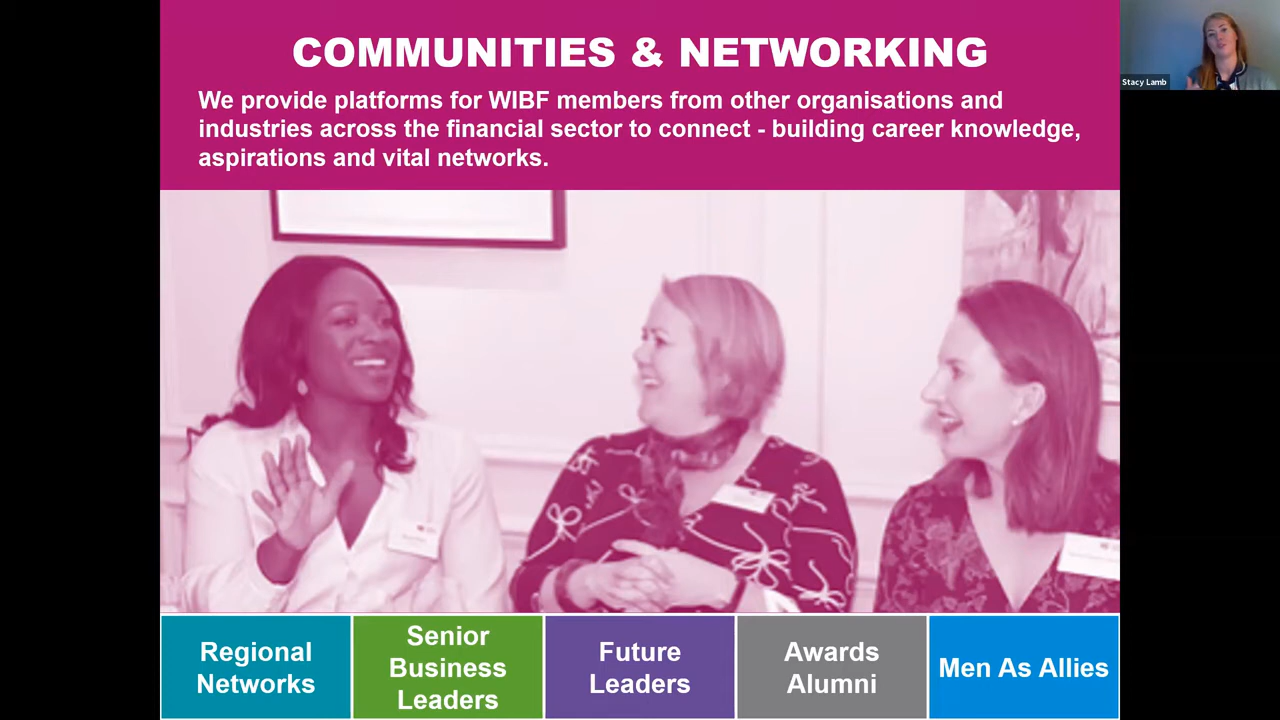 COMMUNITIES & NETWORKING
We provide platforms for WIBF members from other organisations and
industries across the financial sector to connect - building career knowledge,
aspirations and vital networks.
Stacy Lamb
Regional
Networks
Senior
Business
Leaders
Future
Leaders
Awards
Alumni
Men As Allies